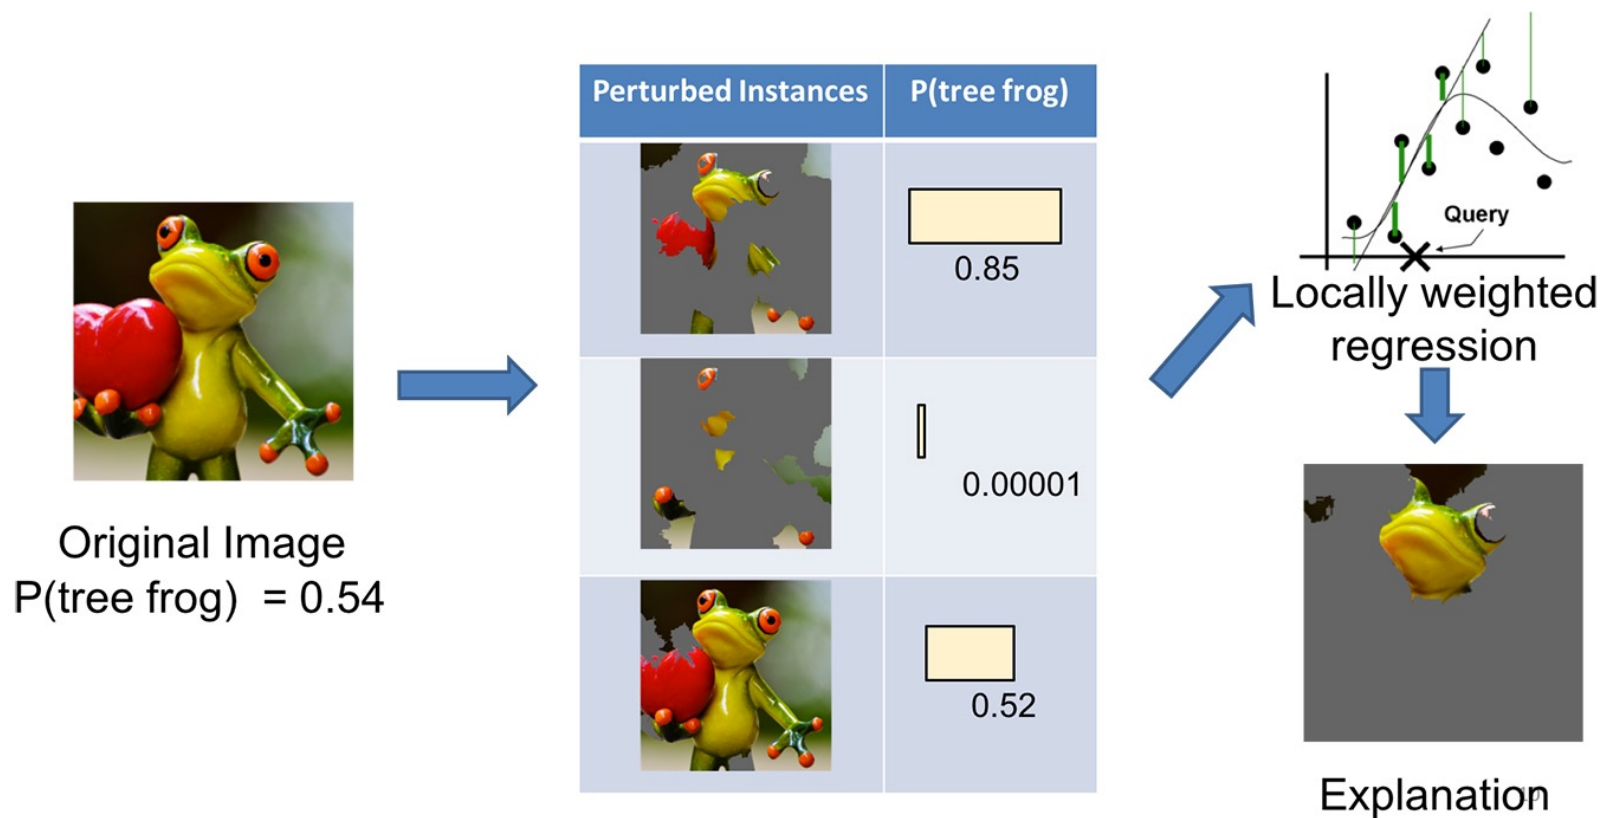 Original Image
P(tree frog) = 0.54
Perturbed Instances
P(tree frog)
0.85
0.00001
0.52
Query
Locally weighted
regression
Explanation